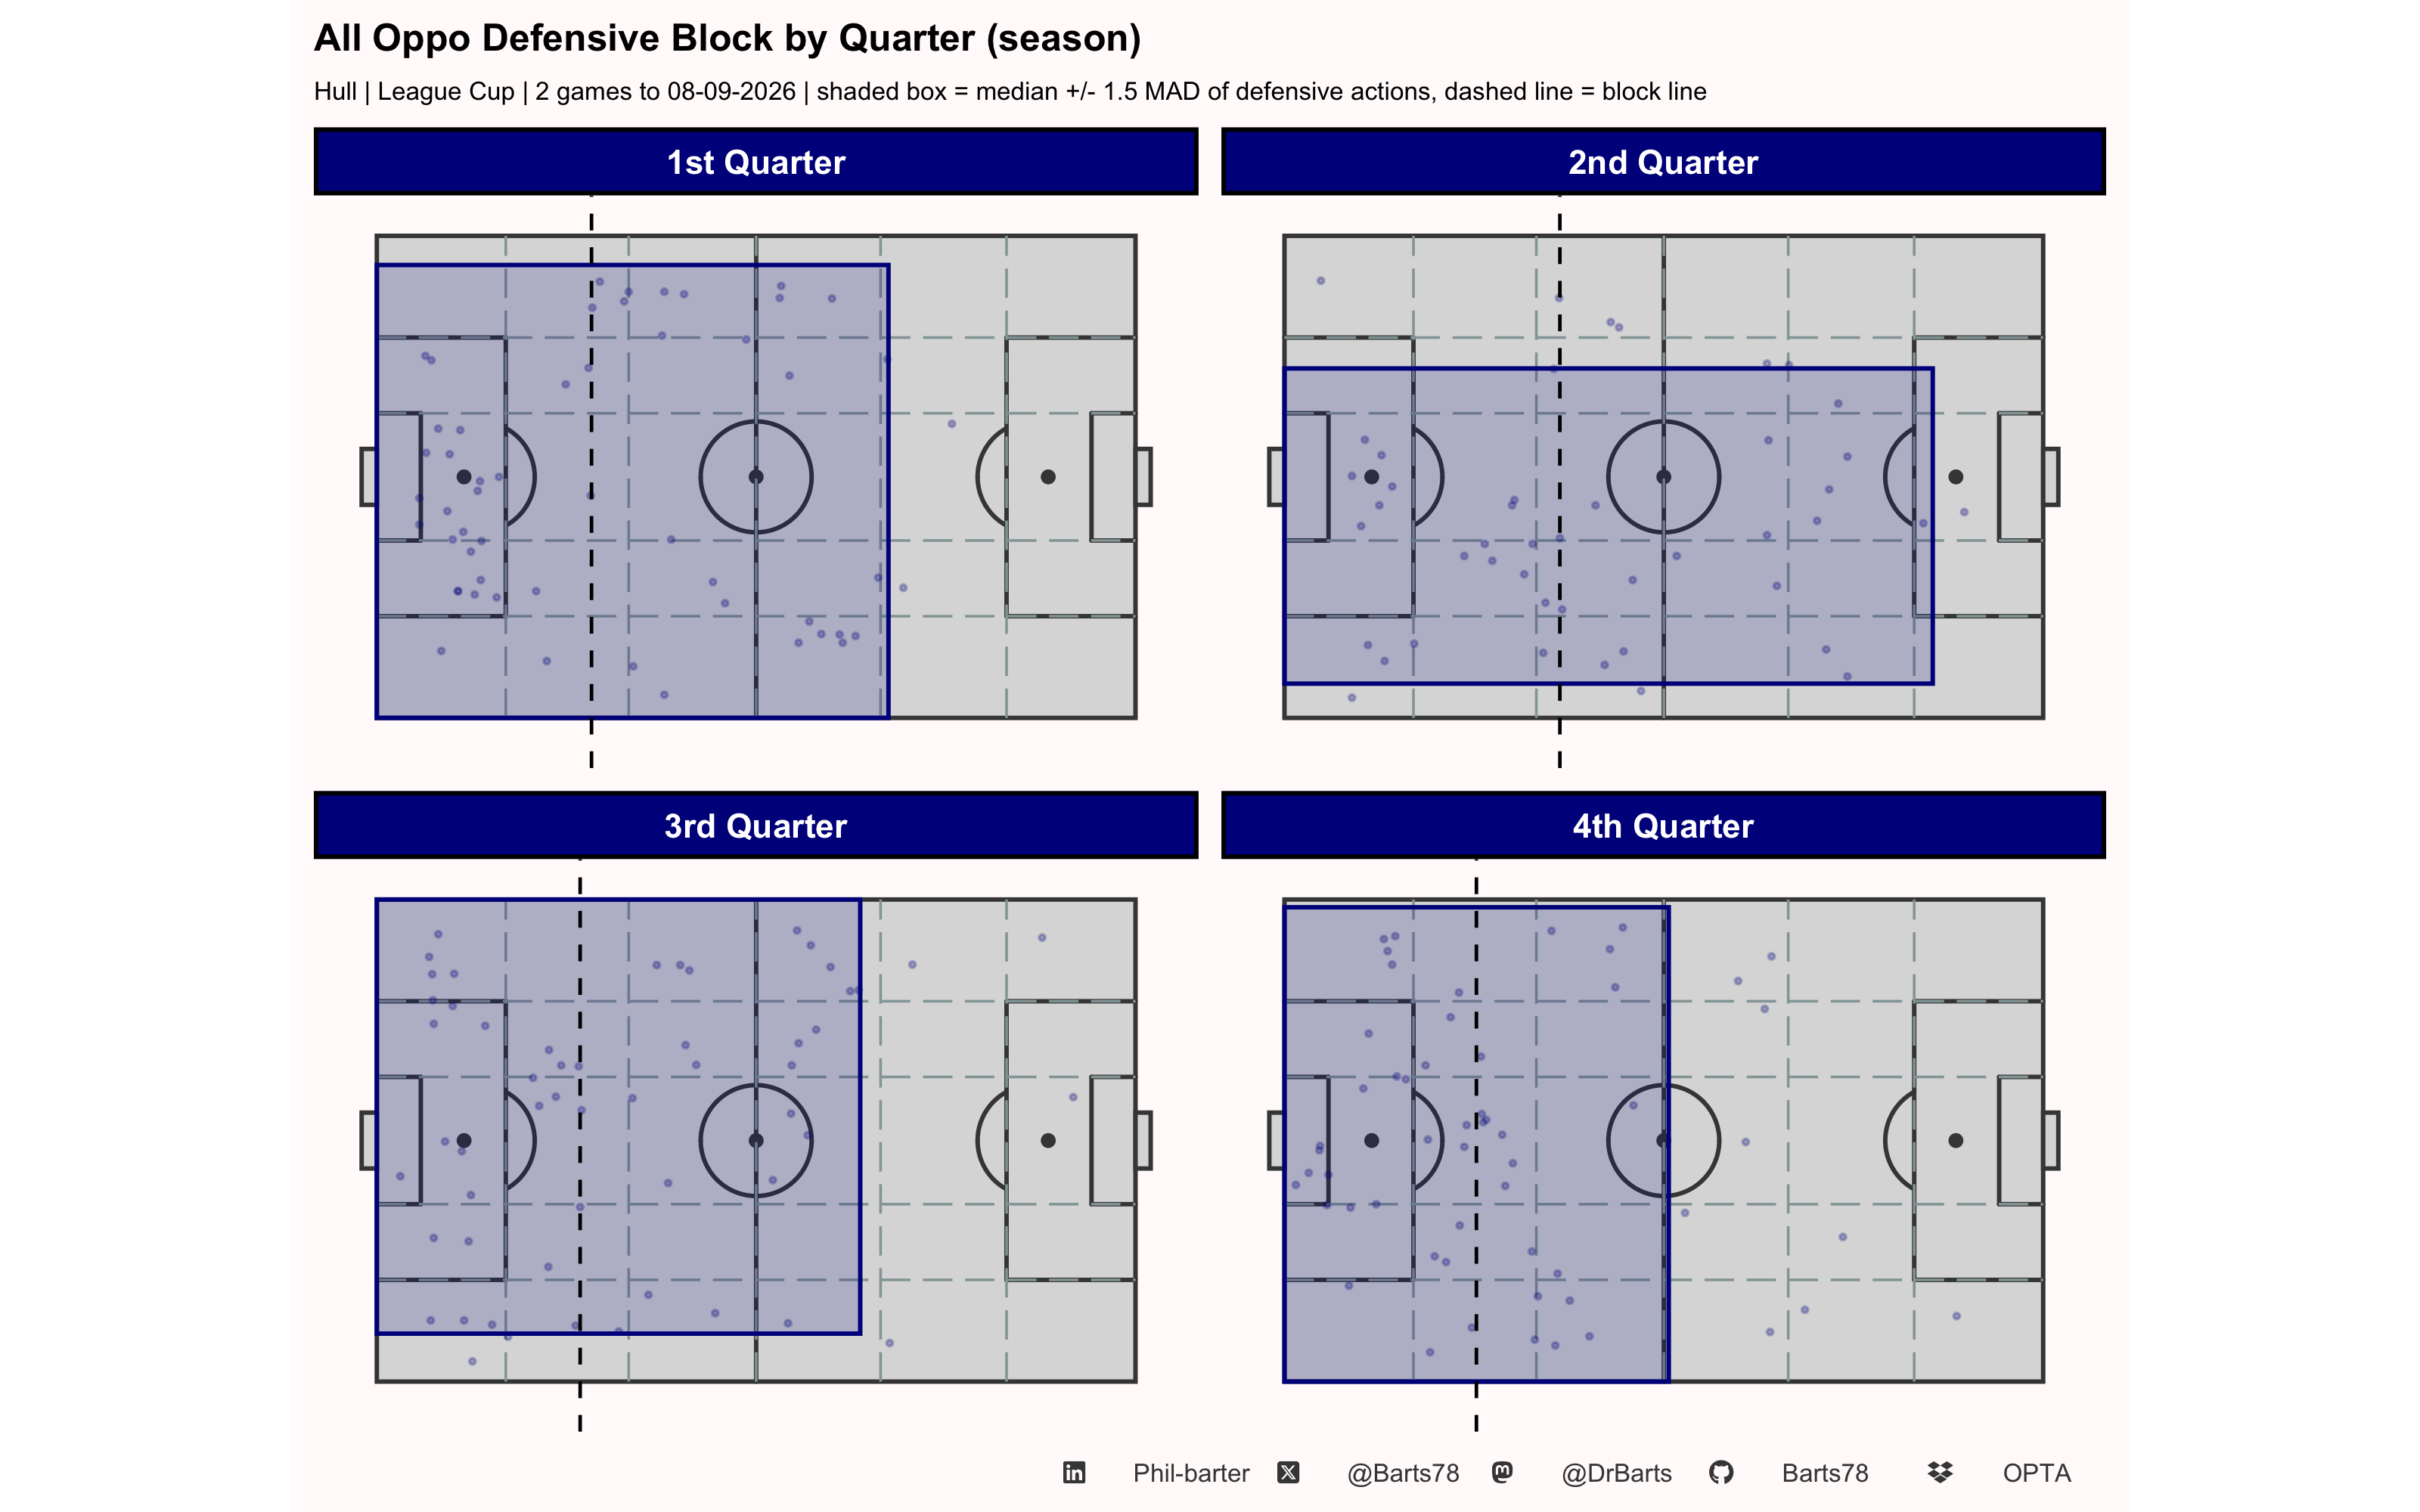 All Oppo Defensive Block by Quarter (season)
Hull | League Cup | 2 games to 08-09-2026 | shaded box = median +/- 1.5 MAD of defensive actions, dashed line = block line
1st Quarter
2nd Quarter
3rd Quarter
4th Quarter
Phil-barter @Barts78 @DrBarts Barts78 OPTA